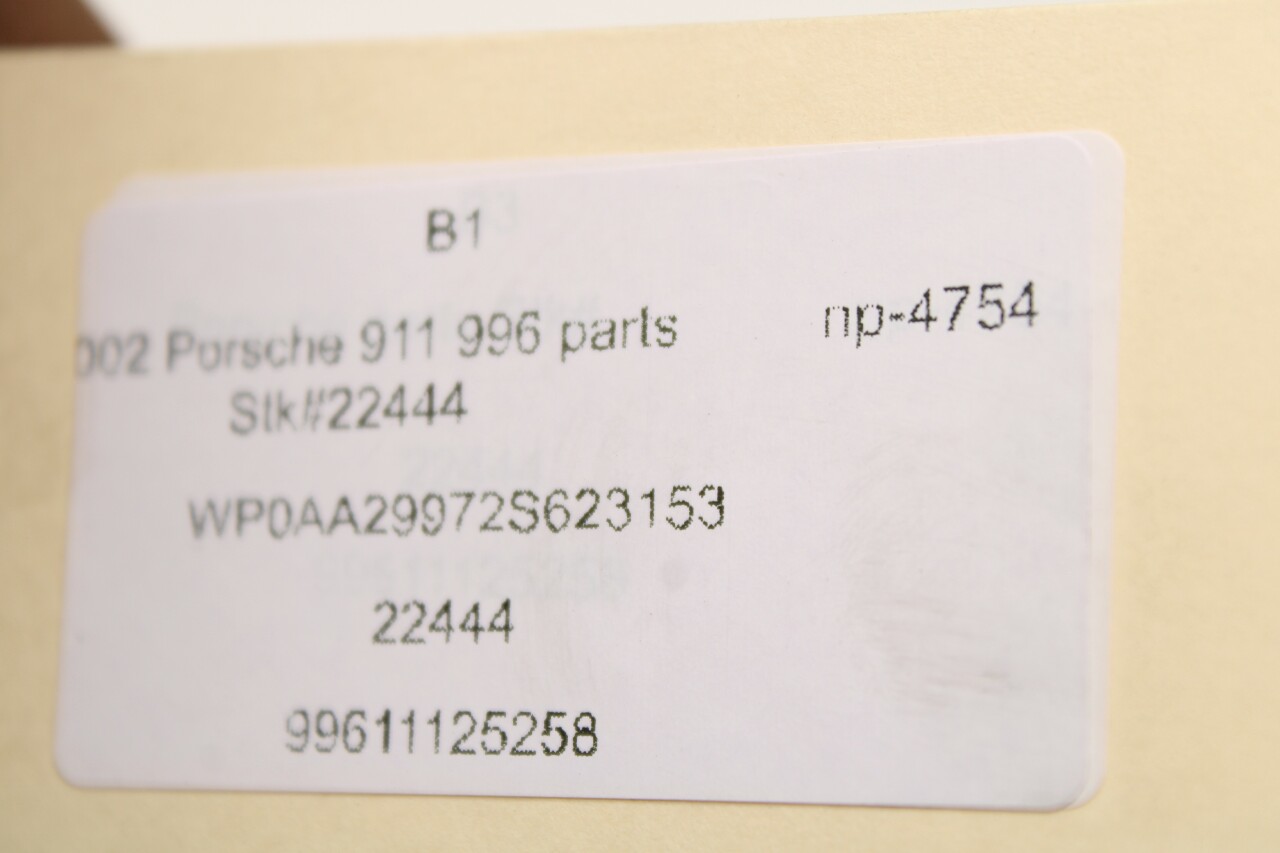 B1
002 Porsche 911 996 parts
np-4754
Stk#22444
WP0AA29972S623153
22444
99611125258